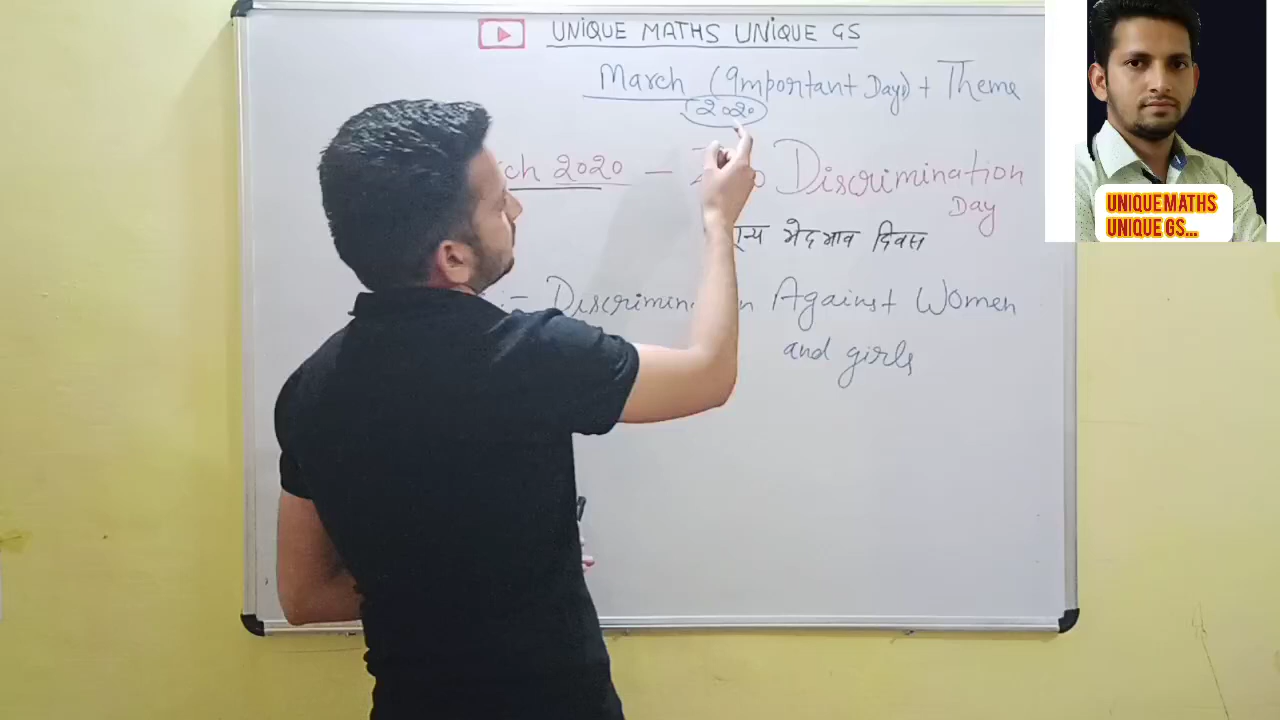 UNIQUE MATHS UNIQUE GS
March (Important Days) + Theme
2020
ch 2020 - Discrimination
Day
भेदभाव दिवस
:- Discrimin n Against Women
and girls
UNIQUE MATHS
UNIQUE GS...